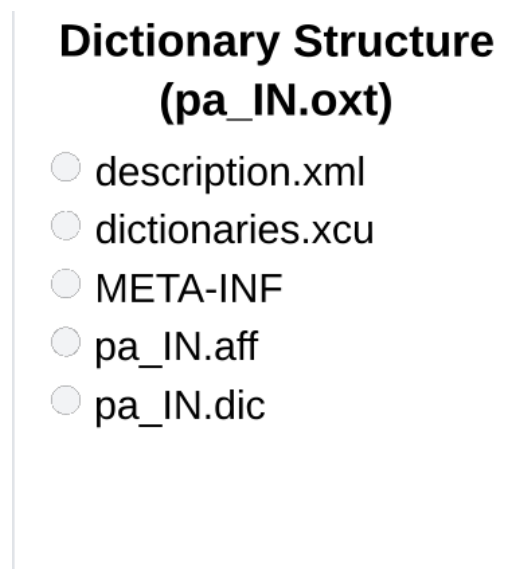 Dictionary Structure
(pa_IN.oxt)
description.xml
dictionaries.xcu
META-INF
pa_IN.aff
pa_IN.dic